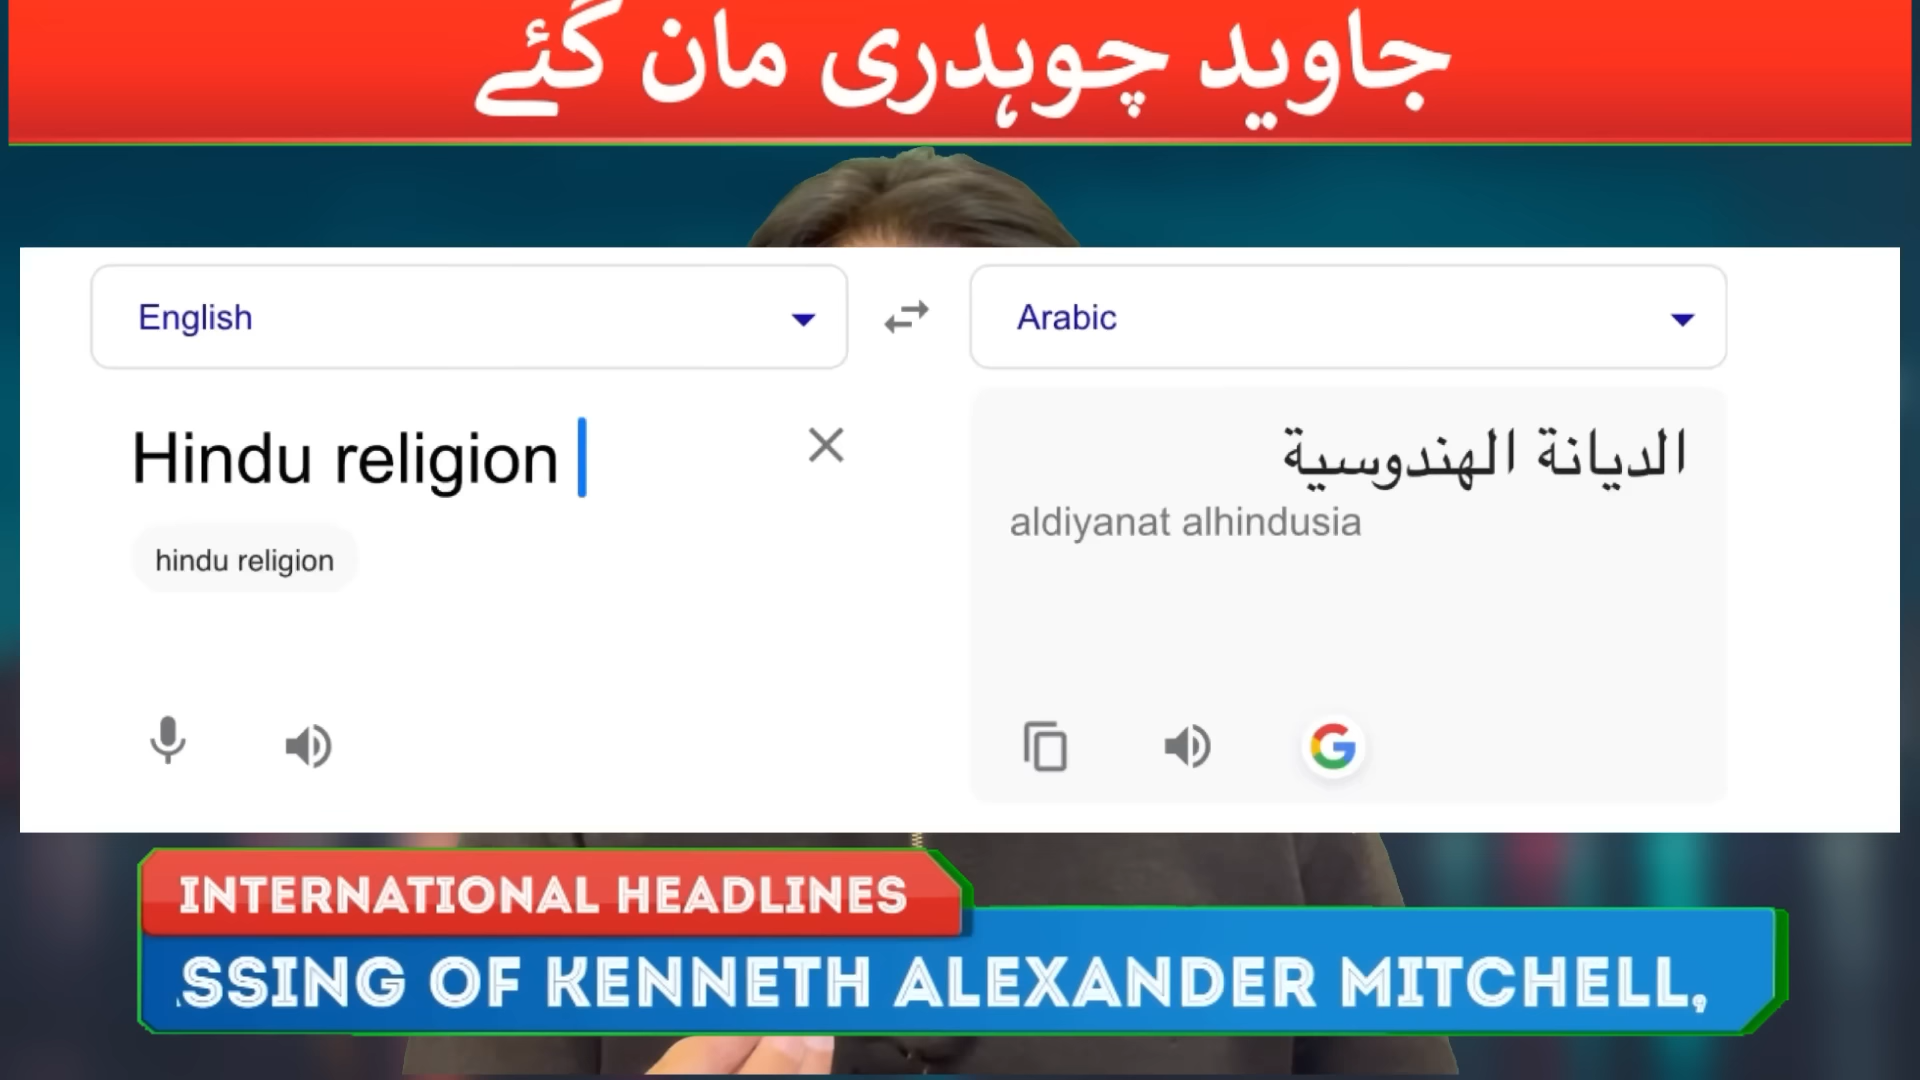 جاوید چوہدری مان گئے
English
Arabic
Hindu religion
الديانة الهندوسية
aldiyanat alhindusia
hindu religion
INTERNATIONAL HEADLINES
SSING OF KENNETH ALEXANDER MITCHELL,